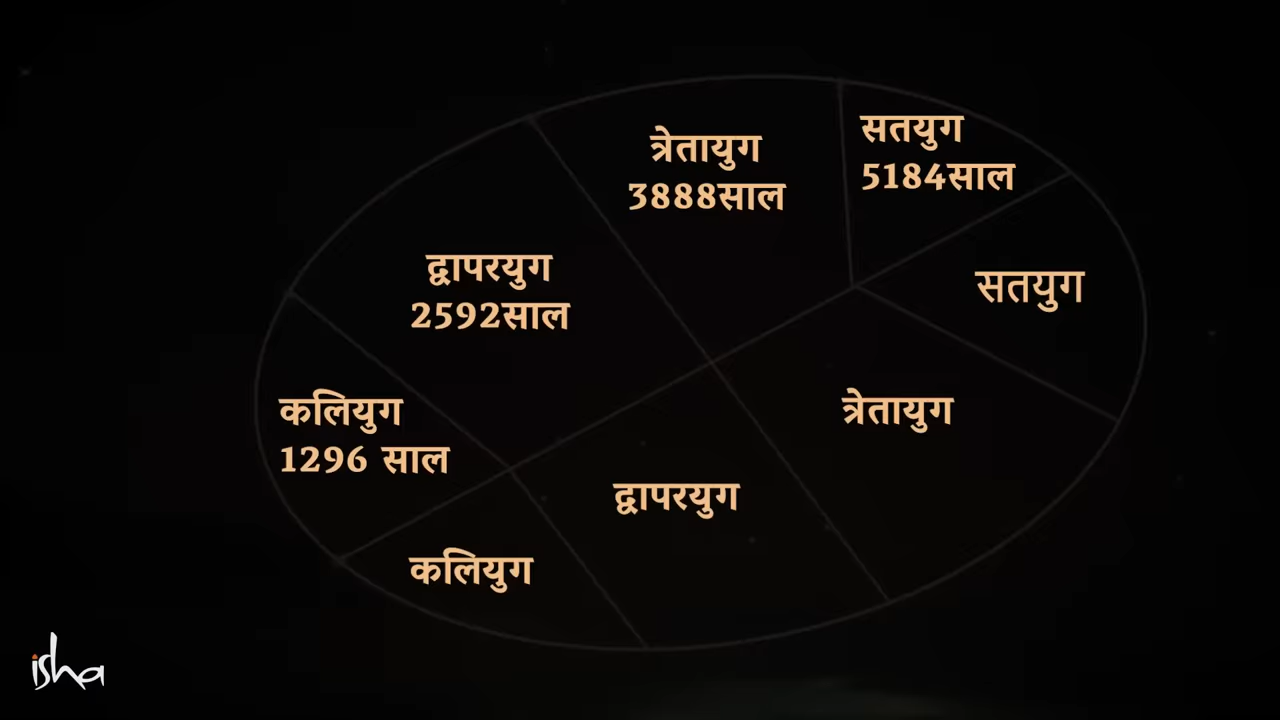 त्रेतायुग
3888साल
सतयुग
5184साल
द्वापरयुग
2592साल
सतयुग
कलियुग
1296 साल
त्रेतायुग
द्वापरयुग
कलियुग
isha